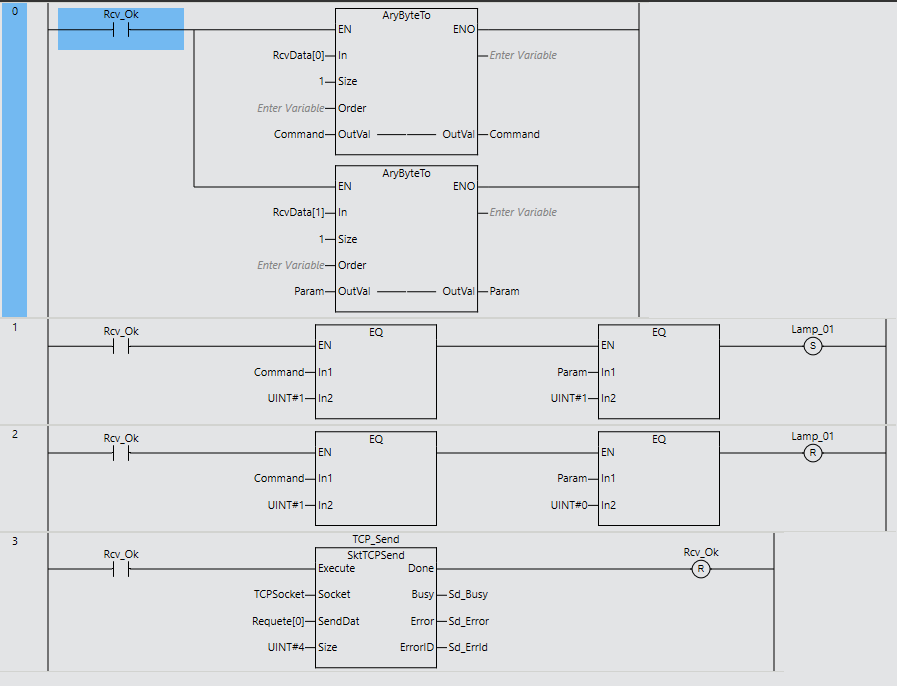 0
Rcv_Ok
AryByteTo
EN ENO
RcvData[0] In Enter Variable
1 Size
Enter Variable Order
Command OutVal OutVal Command
AryByteTo
EN ENO
RcvData[1] In Enter Variable
1 Size
Enter Variable Order
Param OutVal OutVal Param
1
Rcv_Ok EQ EQ Lamp_01
EN EN S
Command In1 Param In1
UINT#1 In2 UINT#1 In2
2
Rcv_Ok EQ EQ Lamp_01
EN EN R
Command In1 Param In1
UINT#1 In2 UINT#0 In2
3
TCP_Send
Rcv_Ok SktTCPSend Rcv_Ok
Execute Done R
TCPSocket Socket Busy Sd_Busy
Requete[0] SendDat Error Sd_Error
UINT#4 Size ErrorID Sd_ErrId